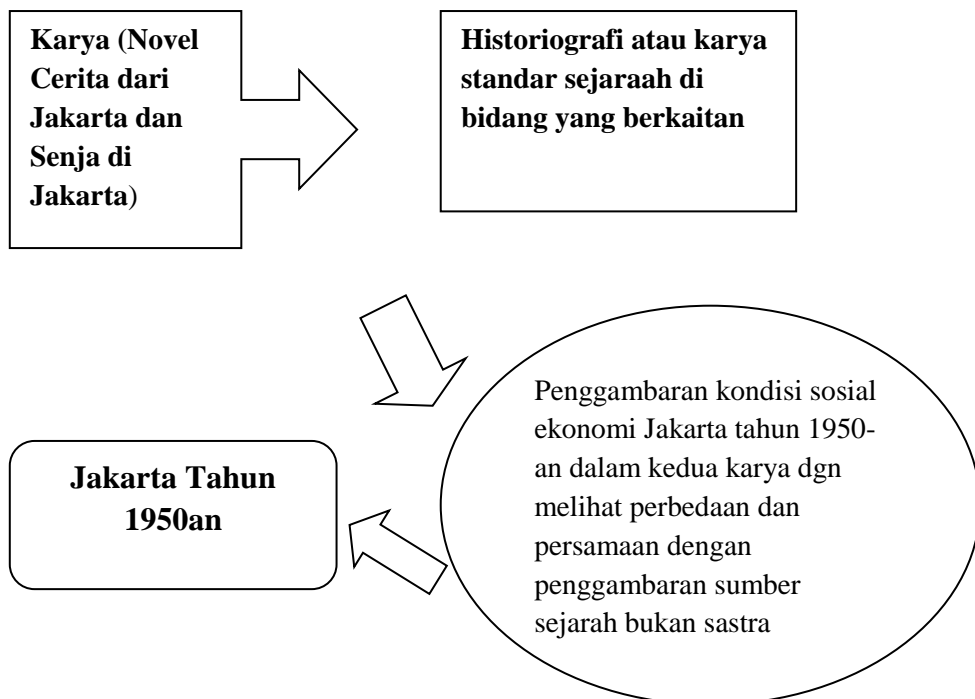 Karya (Novel
Cerita dari
Jakarta dan
Senja di
Jakarta)
Historiografi atau karya
standar sejaraah di
bidang yang berkaitan
Penggambaran kondisi sosial
ekonomi Jakarta tahun 1950-
an dalam kedua karya dgn
melihat perbedaan dan
persamaan dengan
penggambaran sumber
sejarah bukan sastra
Jakarta Tahun
1950an